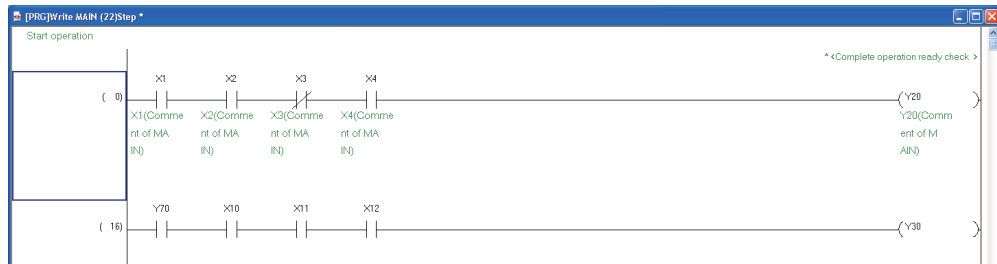 [PRG]Write MAIN (22)Step *
Start operation
* <Complete operation ready check >
X1 X2 X3 X4
( 0) Y20
X1(Comme X2(Comme X3(Comme X4(Comme Y20(Comm
nt of MA nt of MA nt of MA nt of MA ent of M
IN) IN) IN) IN) AIN)
Y70 X10 X11 X12
( 16) Y30